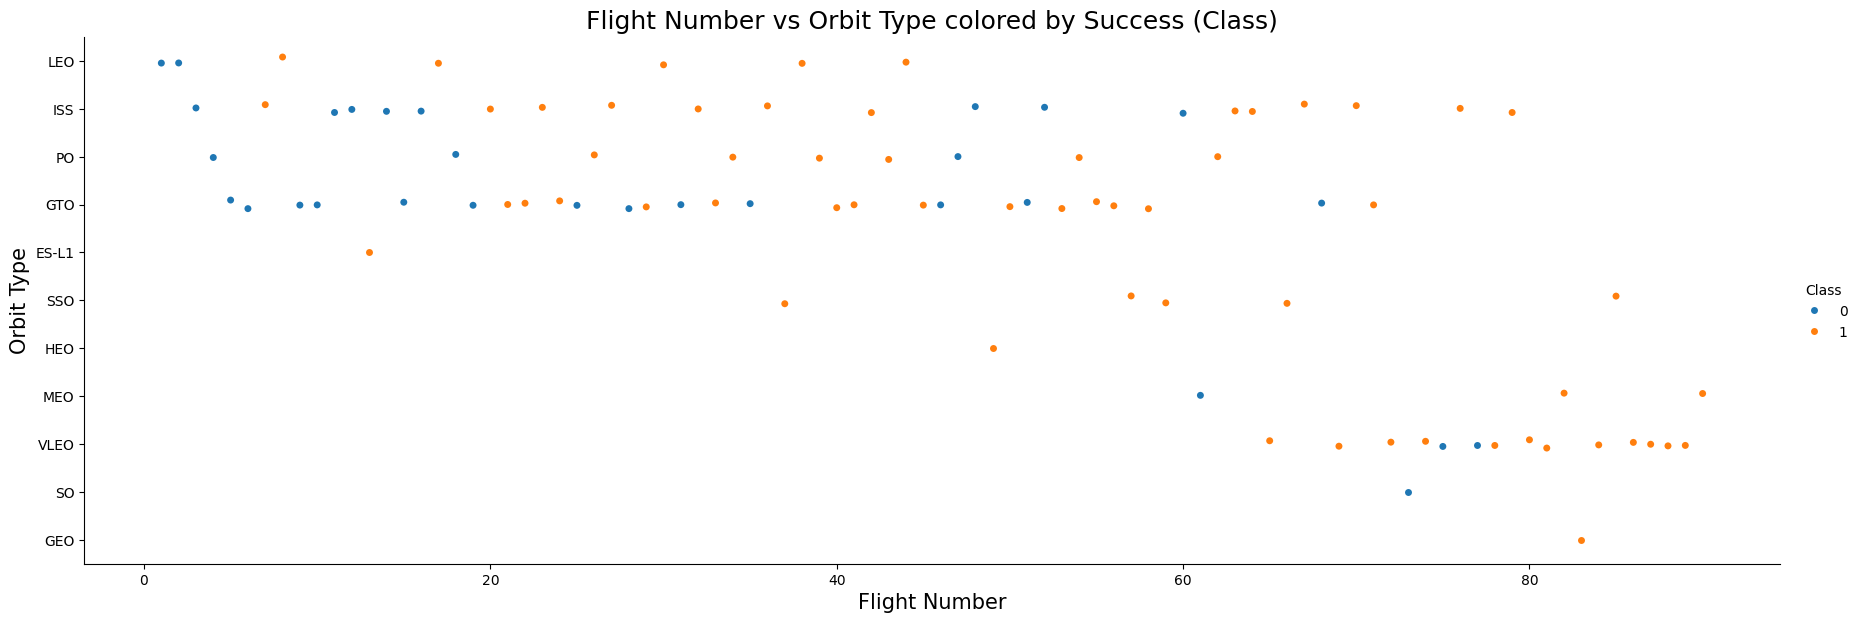 Flight Number vs Orbit Type colored by Success (Class)
Orbit Type
LEO
ISS
PO
GTO
ES-L1
SSO
HEO
MEO
VLEO
SO
GEO
0 20 40 60 80
Flight Number
Class
0
1